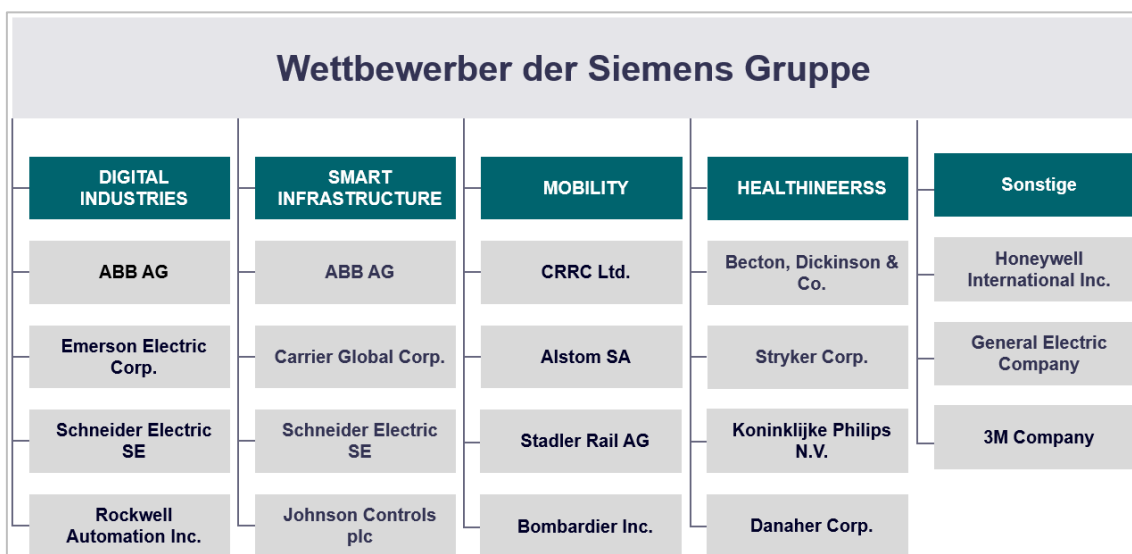 Wettbewerber der Siemens Gruppe
DIGITAL
INDUSTRIES
ABB AG
Emerson Electric
Corp.
Schneider Electric
SE
Rockwell
Automation Inc.
SMART
INFRASTRUCTURE
ABB AG
Carrier Global Corp.
Schneider Electric
SE
Johnson Controls
plc
MOBILITY
CRRC Ltd.
Alstom SA
Stadler Rail AG
Bombardier Inc.
HEALTHINEERSS
Becton, Dickinson &
Co.
Stryker Corp.
Koninklijke Philips
N.V.
Danaher Corp.
Sonstige
Honeywell
International Inc.
General Electric
Company
3M Company